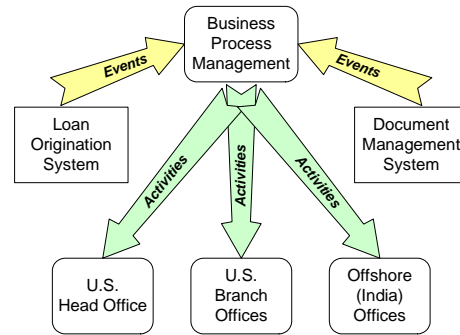 Business
Process
Management
Events
Events
Loan
Origination
System
Document
Management
System
Activities
Activities
Activities
U.S.
Head Office
U.S.
Branch
Offices
Offshore
(India)
Offices